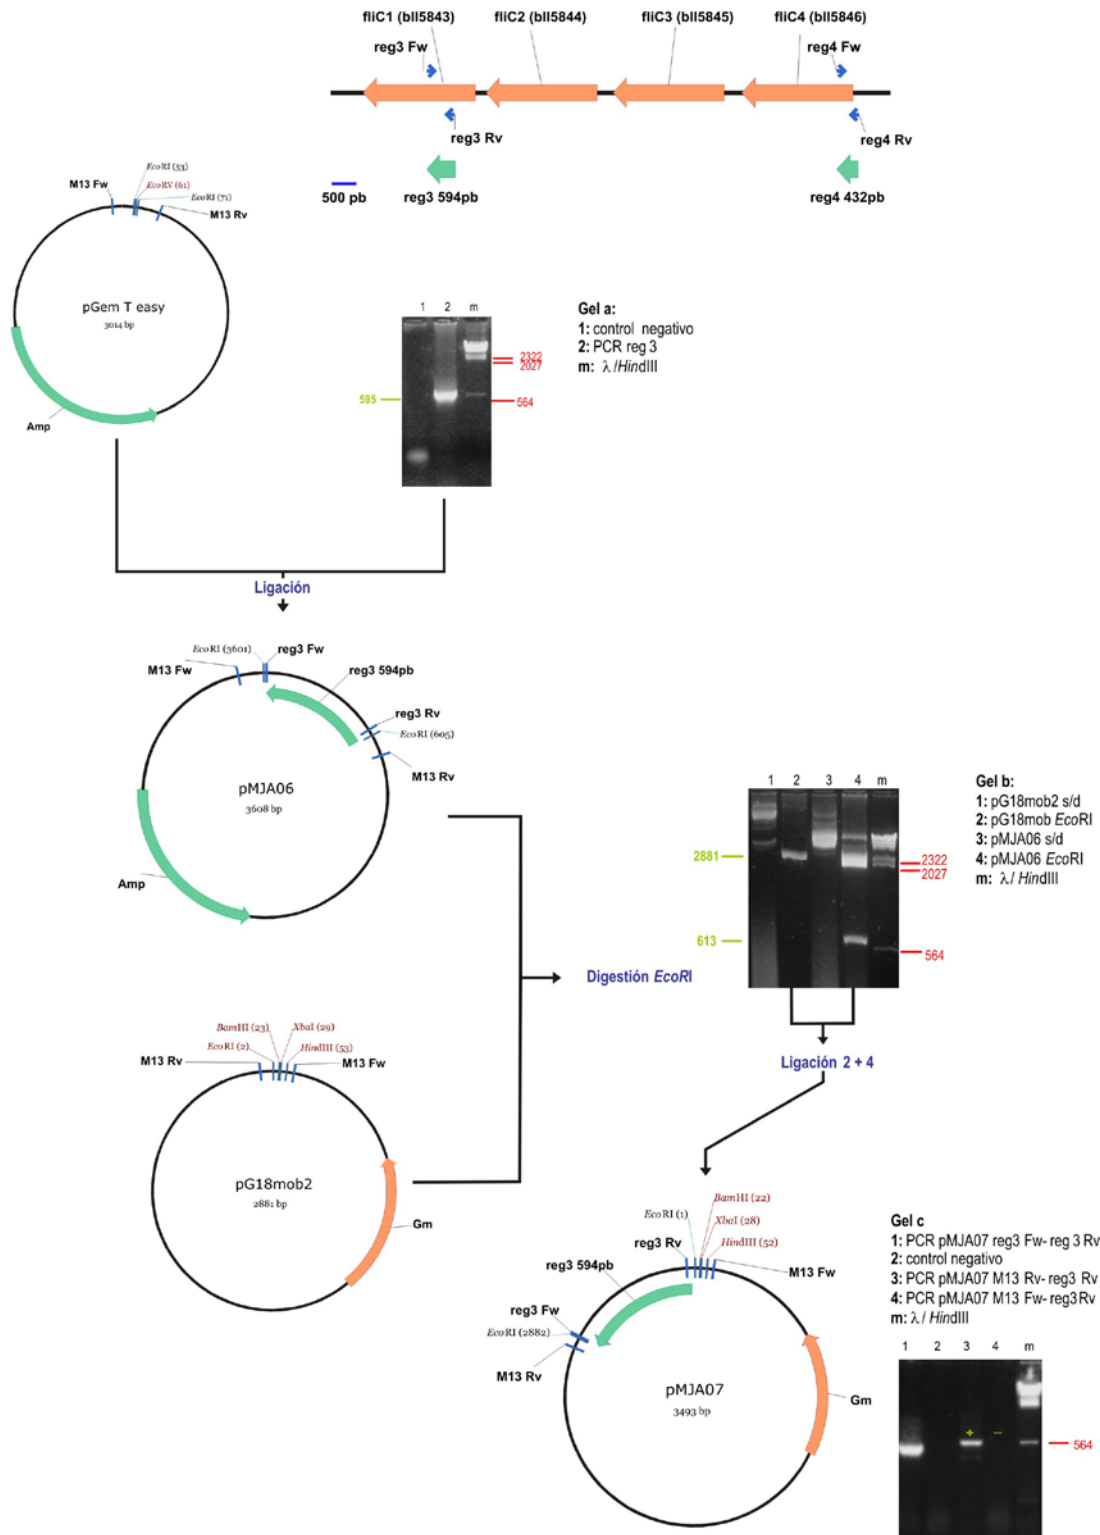 fliC1 (bll5843) fliC2 (bll5844) fliC3 (bll5845) fliC4 (bll5846)
reg3 Fw reg4 Fw
reg3 Rv reg4 Rv
500 pb reg3 594pb reg4 432pb
EcoRI (53)
M13 Fw EcoRV (61)
EcoRI (71)
M13 Rv
pGem T easy
3014 bp
Amp
1 2 m
2322
2027
595 564
Gel a:
1: control negativo
2: PCR reg 3
m: λ /HindIII
Ligación
EcoRI (3601) reg3 Fw
M13 Fw reg3 594pb
reg3 Rv
EcoRI (605)
M13 Rv
pMJA06
3608 bp
Amp
1 2 3 4 m
2881 2322
2027
613 564
Gel b:
1: pG18mob2 s/d
2: pG18mob EcoRI
3: pMJA06 s/d
4: pMJA06 EcoRI
m: λ / HindIII
Digestión EcoRI
BamHI (23) XbaI (29)
EcoRI (2) HindIII (53)
M13 Rv M13 Fw
pG18mob2
2881 bp
Gm
Ligación 2 + 4
BamHI (22)
EcoRI (1) XbaI (28)
reg3 Rv HindIII (52)
reg3 594pb M13 Fw
reg3 Fw
EcoRI (2882)
M13 Rv
pMJA07
3493 bp
Gm
Gel c
1: PCR pMJA07 reg3 Fw- reg 3 Rv
2: control negativo
3: PCR pMJA07 M13 Rv- reg3 Rv
4: PCR pMJA07 M13 Fw- reg3Rv
m: λ / HindIII
1 2 3 4 m
+ − 564